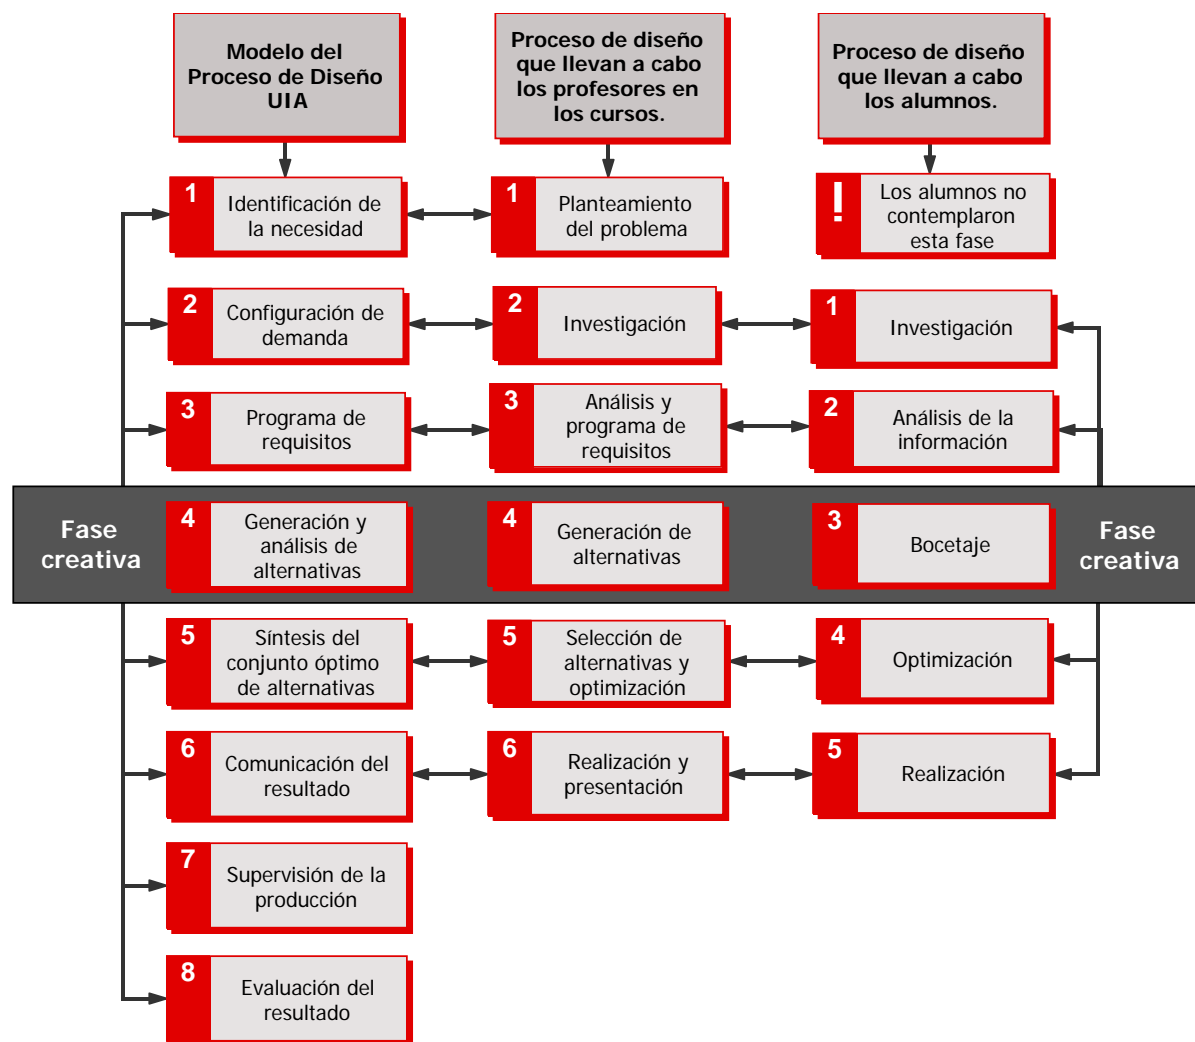 Modelo del
Proceso de Diseño
UIA
Proceso de diseño
que llevan a cabo
los profesores en
los cursos.
Proceso de diseño
que llevan a cabo
los alumnos.
1
Identificación de
la necesidad
1
Planteamiento
del problema
!
Los alumnos no
contemplaron
esta fase
2
Configuración de
demanda
2
Investigación
1
Investigación
3
Programa de
requisitos
3
Análisis y
programa de
requisitos
2
Análisis de la
información
Fase
creativa
4
Generación y
análisis de
alternativas
4
Generación de
alternativas
3
Bocetaje
Fase
creativa
5
Síntesis del
conjunto óptimo
de alternativas
5
Selección de
alternativas y
optimización
4
Optimización
6
Comunicación del
resultado
6
Realización y
presentación
5
Realización
7
Supervisión de la
producción
8
Evaluación del
resultado